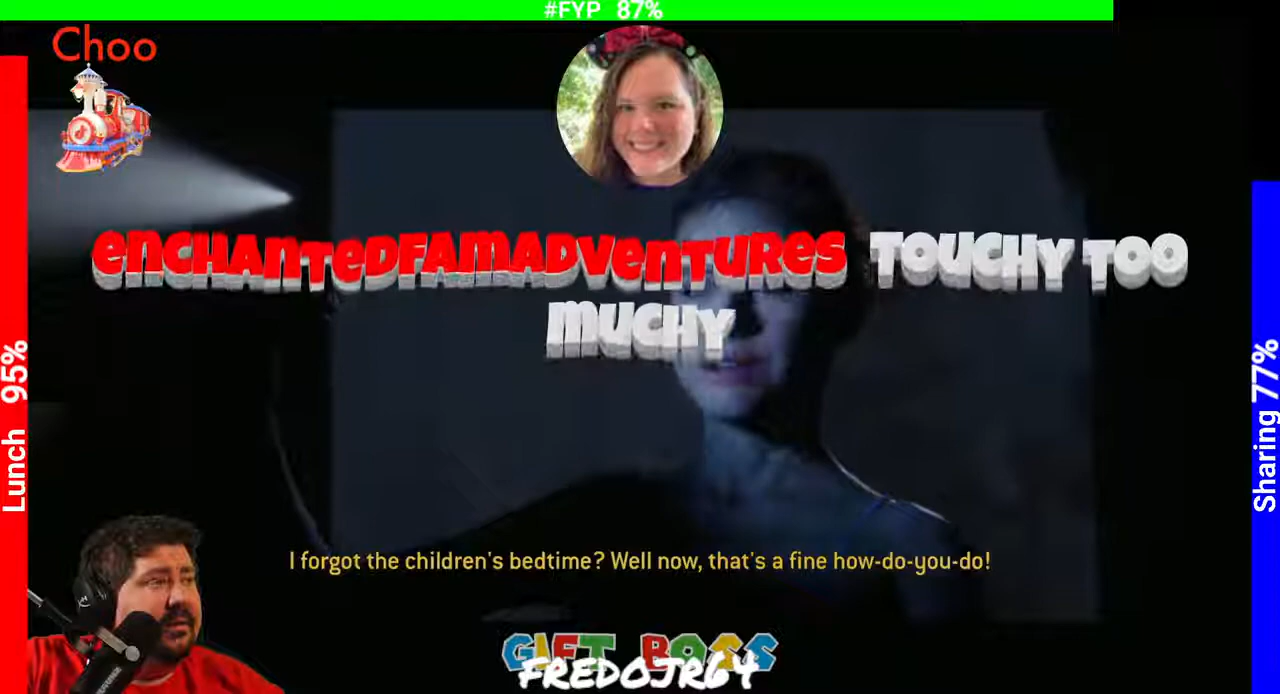 #FYP 87%
Choo
enchantedfamadventures Touchy Too
muchy
Lunch 95%
Sharing 77%
I forgot the children's bedtime? Well now, that's a fine how-do-you-do!
GIFT BOSS
FREDOJR64